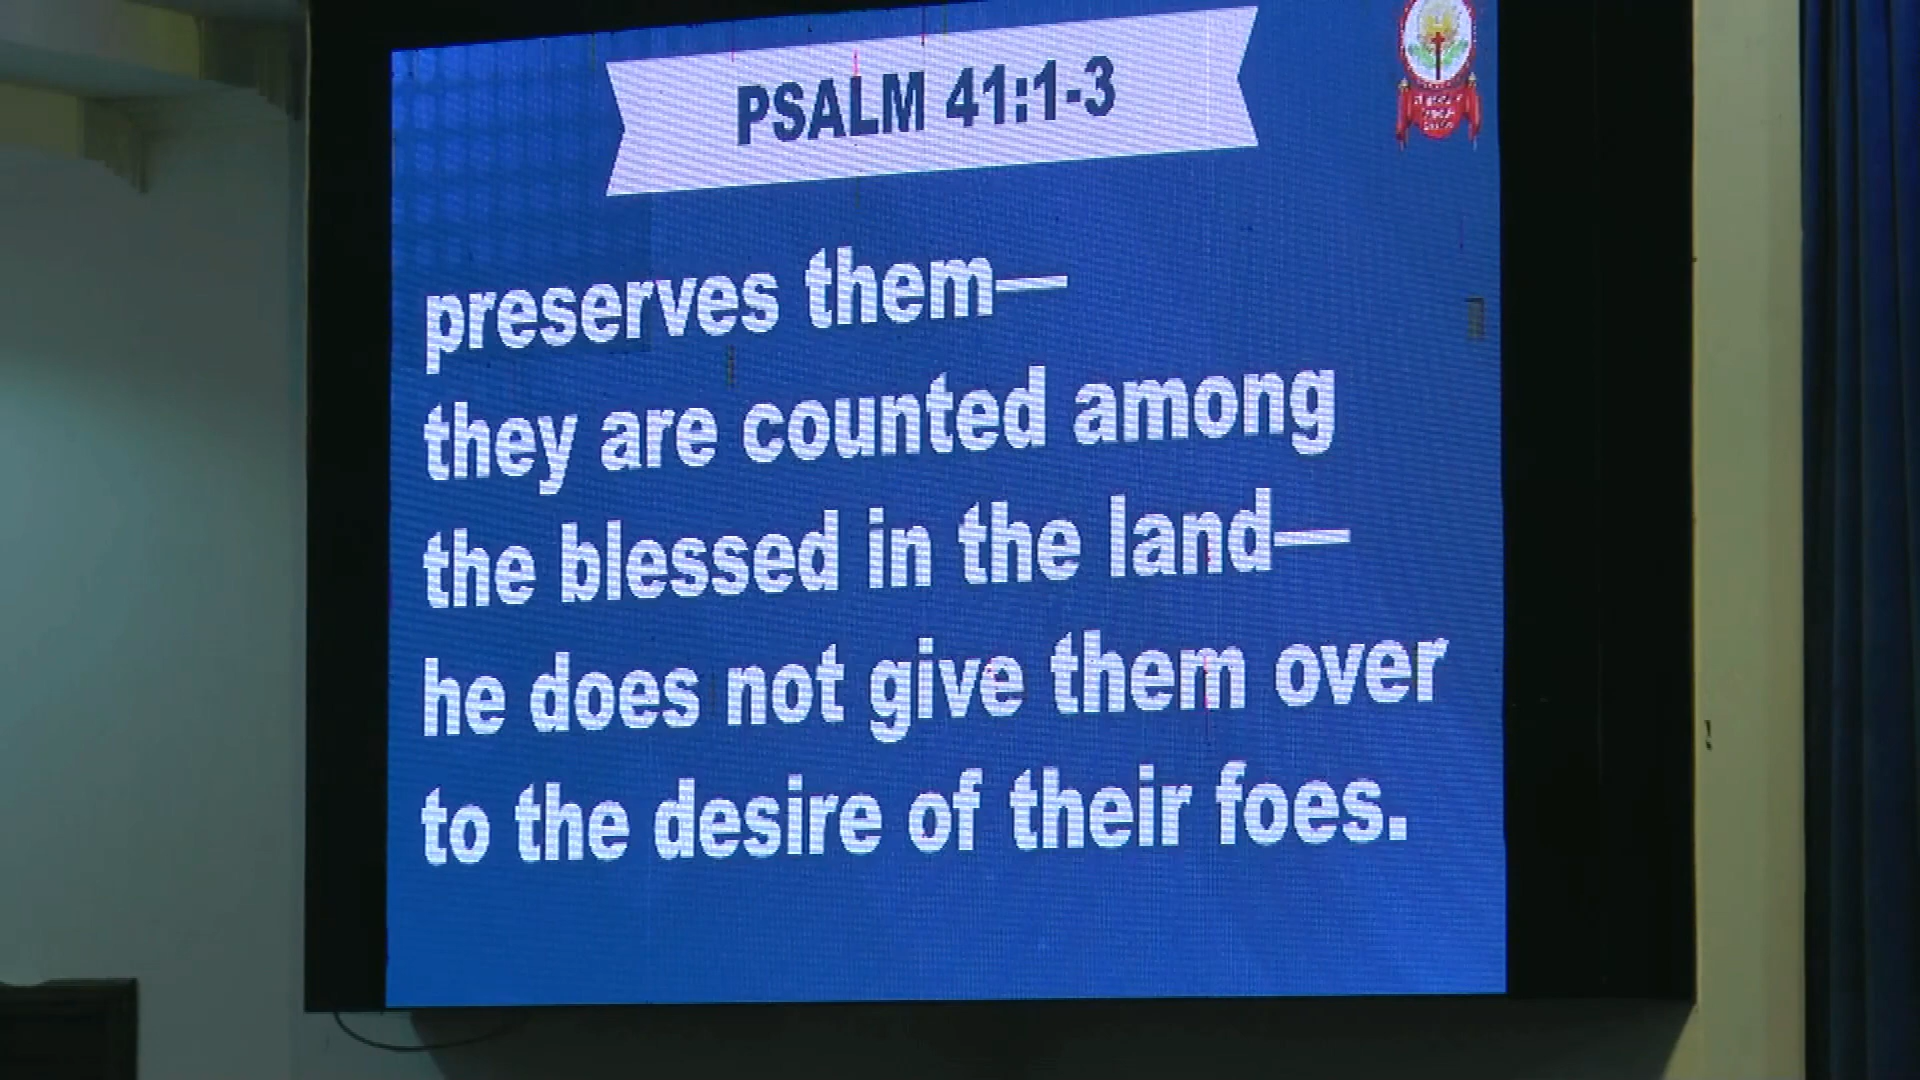 PSALM 41:1-3
preserves them—
they are counted among
the blessed in the land—
he does not give them over
to the desire of their foes.